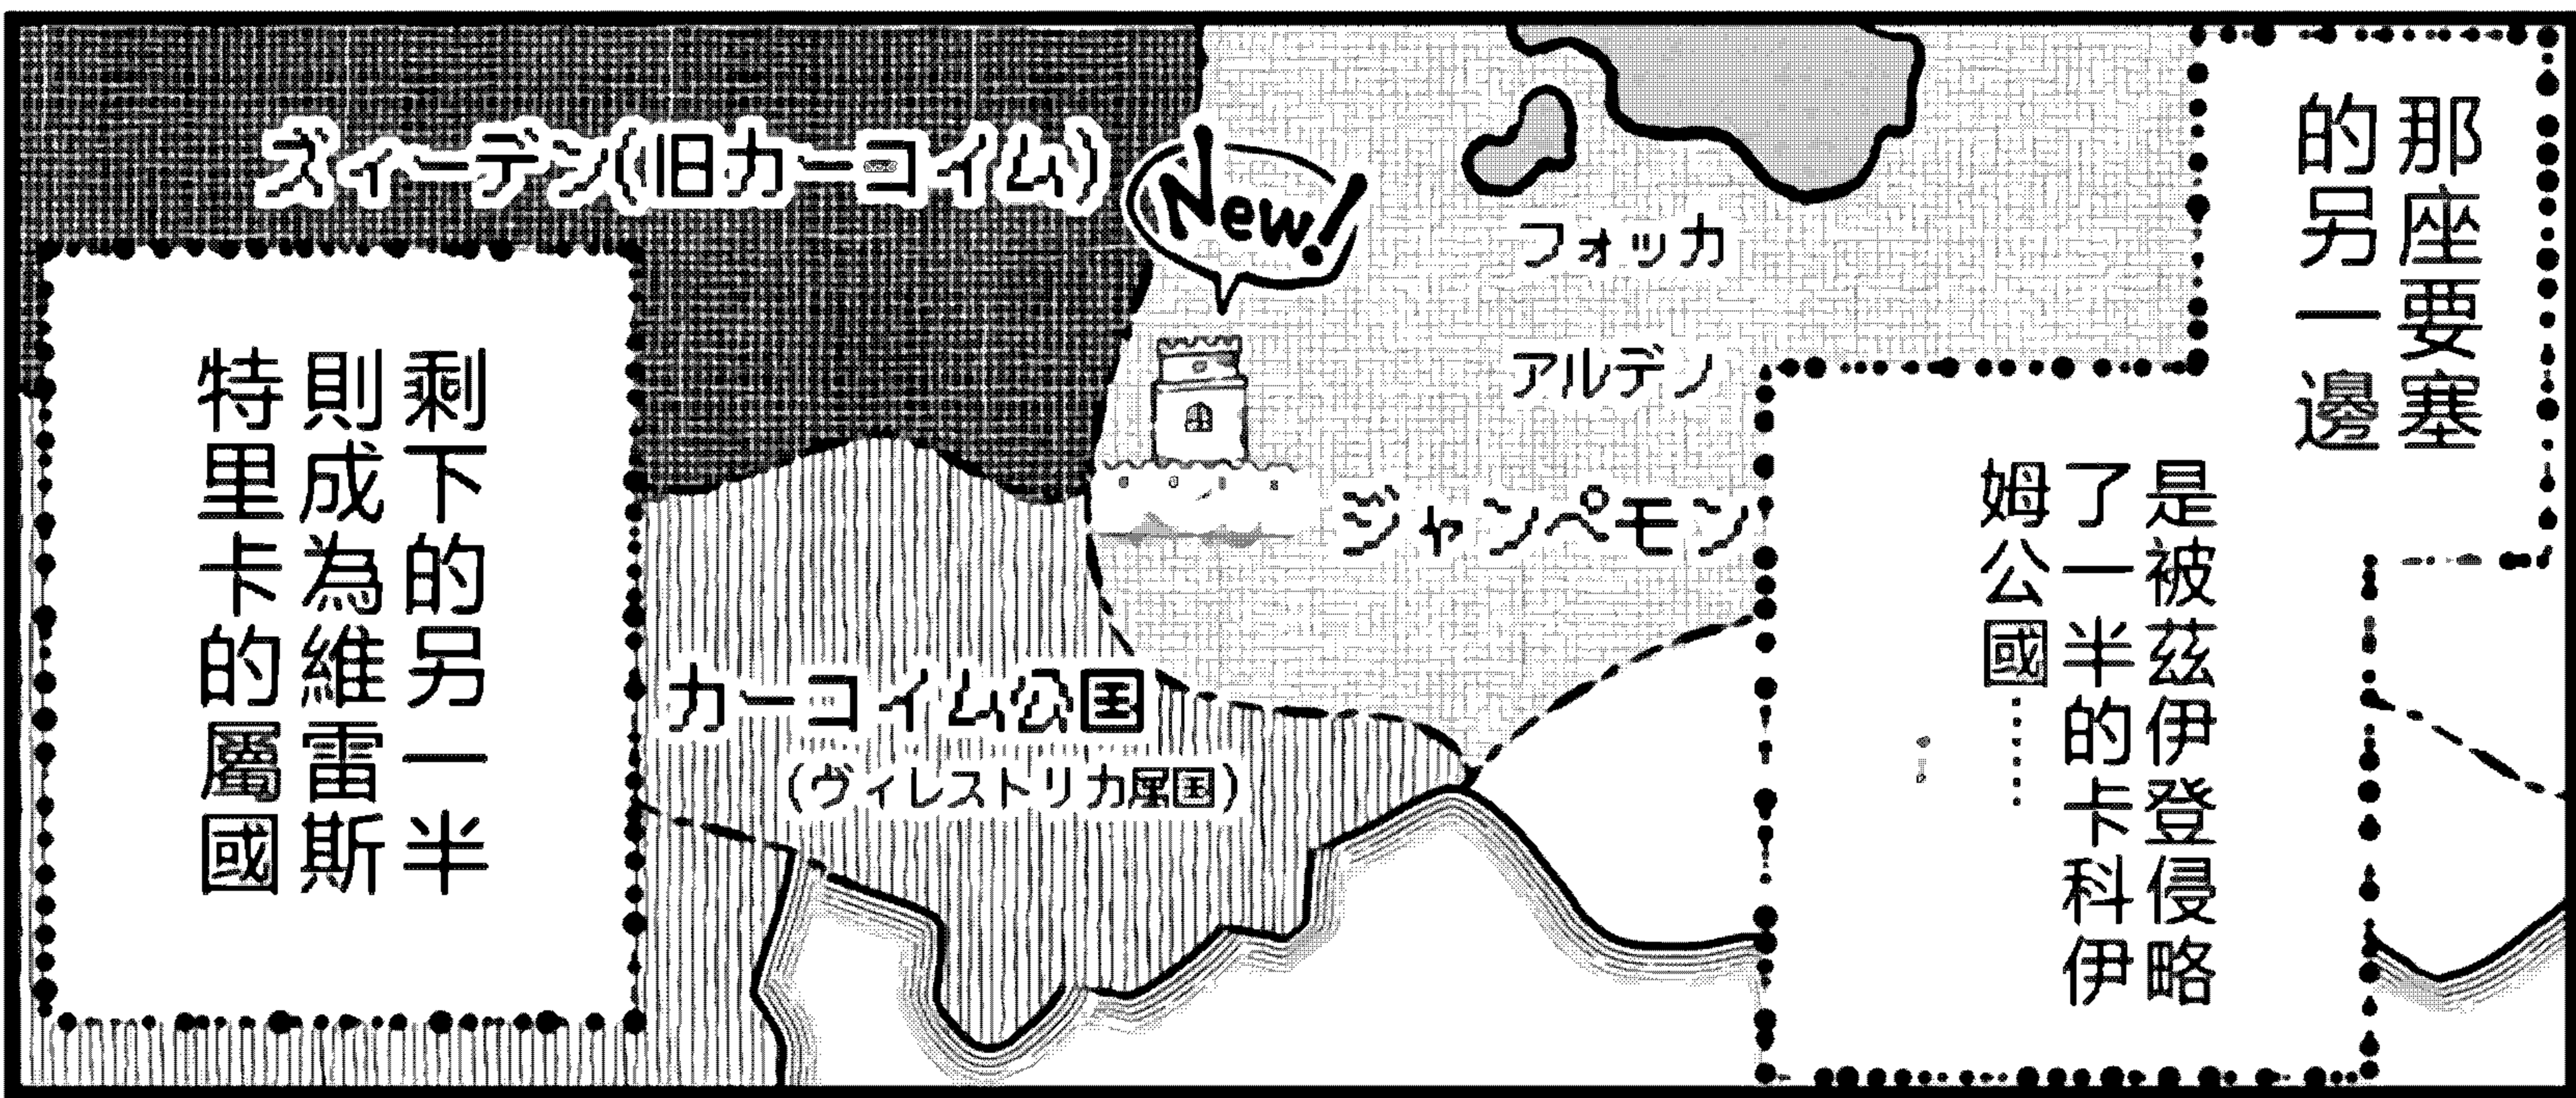 那座要塞
的另一邊
是被茲伊登侵略
了一半的卡科伊
姆公國……
ズィーデン(旧カーコイム)
New!
フォッカ
アルデノ
ジャンペモン
カーコイム公国
(ヴィレストリカ属国)
剩下的另一半
則成為維雷斯
特里卡的屬國